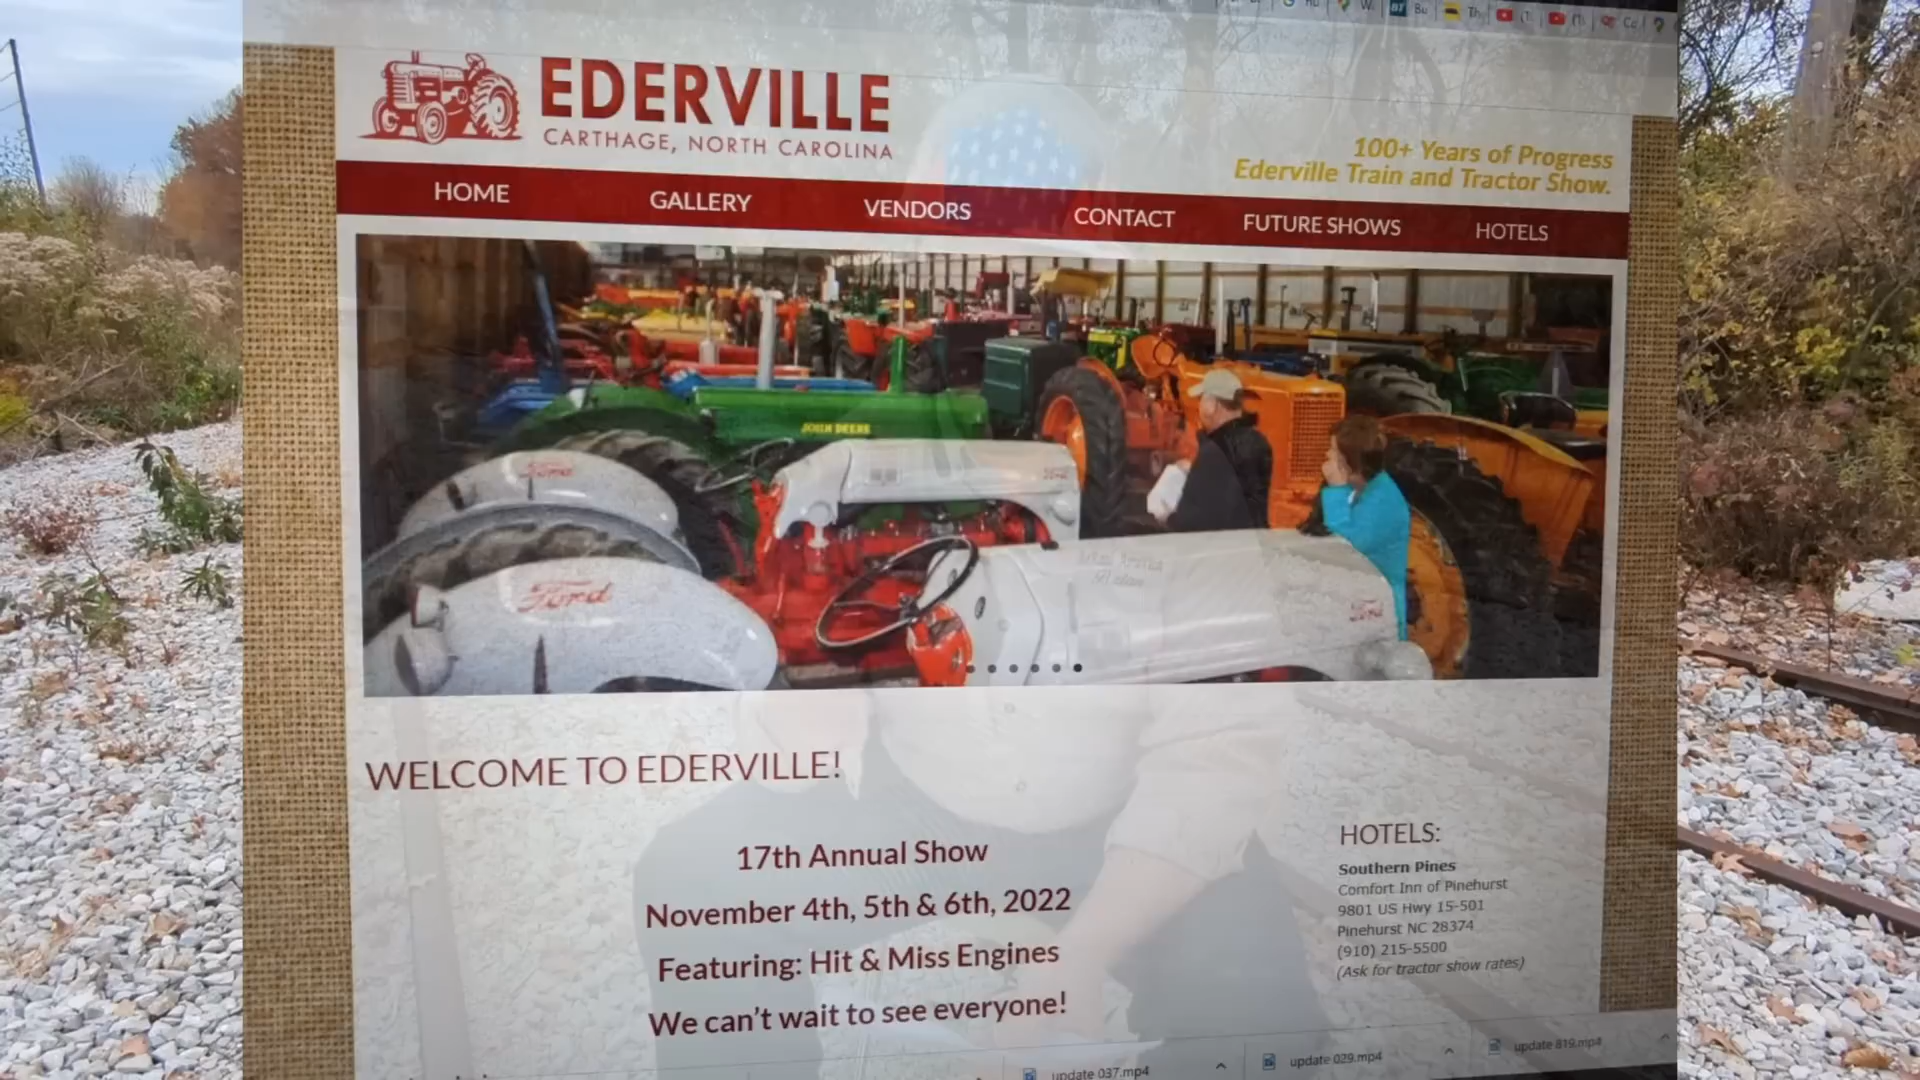 EDERVILLE
CARTHAGE, NORTH CAROLINA
100+ Years of Progress
Ederville Train and Tractor Show.
HOME GALLERY VENDORS CONTACT FUTURE SHOWS HOTELS
JOHN DEERE
Ford
Ford
Ford
Ford
WELCOME TO EDERVILLE!
17th Annual Show
November 4th, 5th & 6th, 2022
Featuring: Hit & Miss Engines
We can't wait to see everyone!
HOTELS:
Southern Pines
Comfort Inn of Pinehurst
9801 US Hwy 15-501
Pinehurst NC 28374
(910) 215-5500
(Ask for tractor show rates)
update 037.mp4
update 029.mp4
update 819.mp4